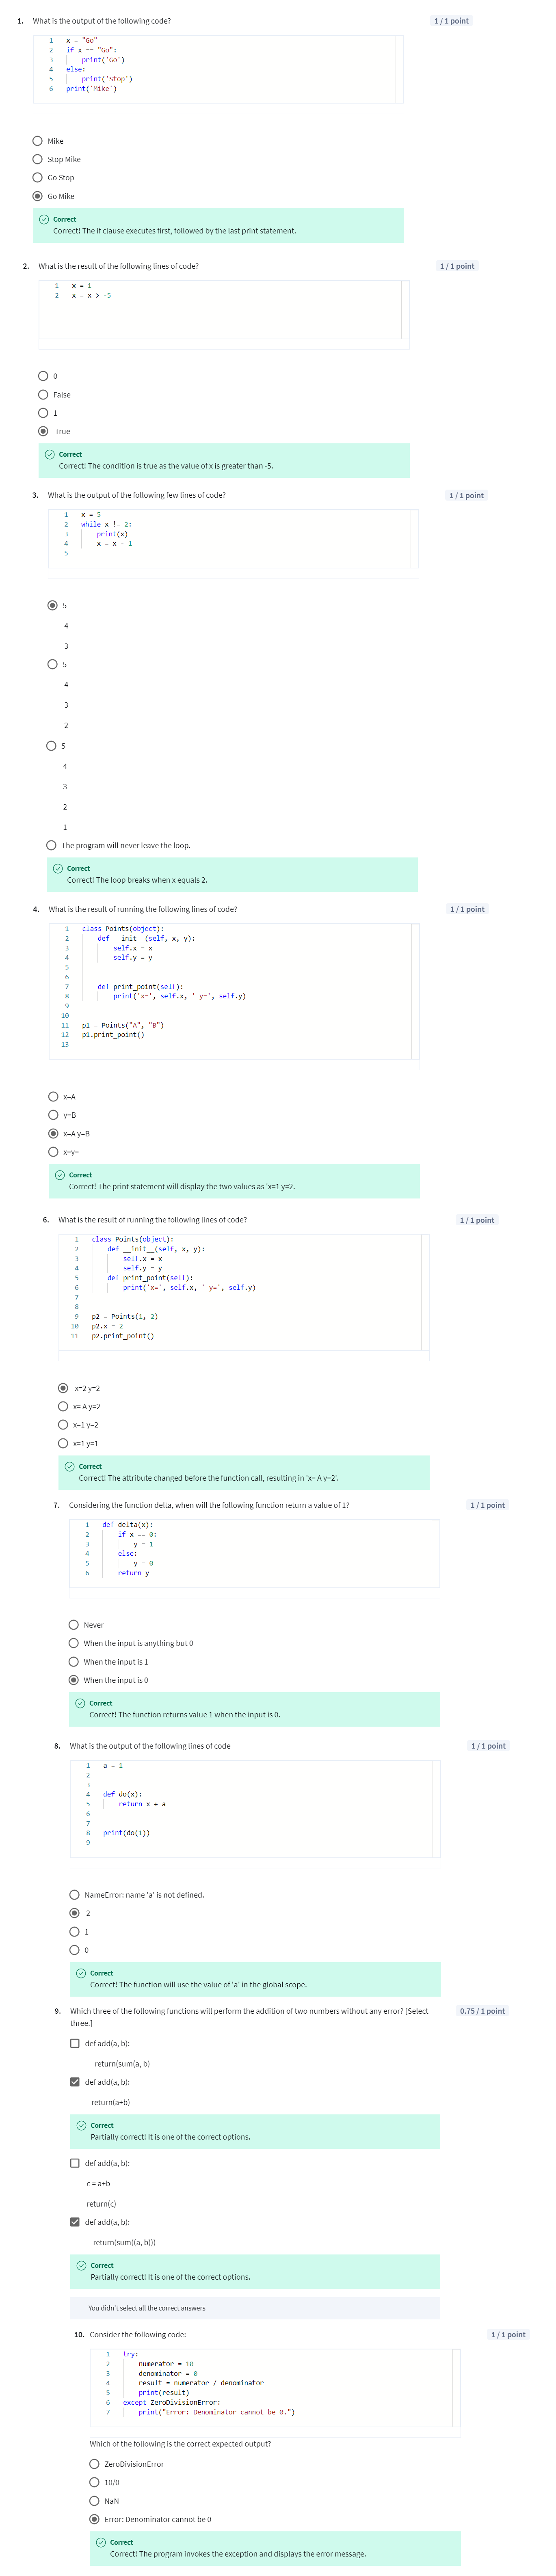 1. What is the output of the following code?
1 / 1 point
1 x = "Go"
2 if x == "Go":
3     print('Go')
4 else:
5     print('Stop')
6 print('Mike')
Mike
Stop Mike
Go Stop
Go Mike
Correct
Correct! The if clause executes first, followed by the last print statement.
2. What is the result of the following lines of code?
1 / 1 point
1 x = 1
2 x = x > -5
0
False
1
True
Correct
Correct! The condition is true as the value of x is greater than -5.
3. What is the output of the following few lines of code?
1 / 1 point
1 x = 5
2 while x != 2:
3     print(x)
4     x = x - 1
5
5
4
3
5
4
3
2
5
4
3
2
1
The program will never leave the loop.
Correct
Correct! The loop breaks when x equals 2.
4. What is the result of running the following lines of code?
1 / 1 point
1 class Points(object):
2     def __init__(self, x, y):
3         self.x = x
4         self.y = y
5
6
7     def print_point(self):
8         print('x=', self.x, ' y=', self.y)
9
10
11 p1 = Points("A", "B")
12 p1.print_point()
13
x=A
y=B
x=A y=B
x=y=
Correct
Correct! The print statement will display the two values as 'x=1 y=2.
6. What is the result of running the following lines of code?
1 / 1 point
1 class Points(object):
2     def __init__(self, x, y):
3         self.x = x
4         self.y = y
5     def print_point(self):
6         print('x=', self.x, ' y=', self.y)
7
8
9 p2 = Points(1, 2)
10 p2.x = 2
11 p2.print_point()
x=2 y=2
x= A y=2
x=1 y=2
x=1 y=1
Correct
Correct! The attribute changed before the function call, resulting in 'x= A y=2'.
7. Considering the function delta, when will the following function return a value of 1?
1 / 1 point
1 def delta(x):
2     if x == 0:
3         y = 1
4     else:
5         y = 0
6     return y
Never
When the input is anything but 0
When the input is 1
When the input is 0
Correct
Correct! The function returns value 1 when the input is 0.
8. What is the output of the following lines of code
1 / 1 point
1 a = 1
2
3
4 def do(x):
5     return x + a
6
7
8 print(do(1))
9
NameError: name 'a' is not defined.
2
1
0
Correct
Correct! The function will use the value of 'a' in the global scope.
9. Which three of the following functions will perform the addition of two numbers without any error? [Select
three.]
0.75 / 1 point
def add(a, b):
return(sum(a, b)
def add(a, b):
return(a+b)
Correct
Partially correct! It is one of the correct options.
def add(a, b):
c = a+b
return(c)
def add(a, b):
return(sum((a, b)))
Correct
Partially correct! It is one of the correct options.
You didn't select all the correct answers
10. Consider the following code:
1 / 1 point
1 try:
2     numerator = 10
3     denominator = 0
4     result = numerator / denominator
5     print(result)
6 except ZeroDivisionError:
7     print("Error: Denominator cannot be 0.")
Which of the following is the correct expected output?
ZeroDivisionError
10/0
NaN
Error: Denominator cannot be 0
Correct
Correct! The program invokes the exception and displays the error message.